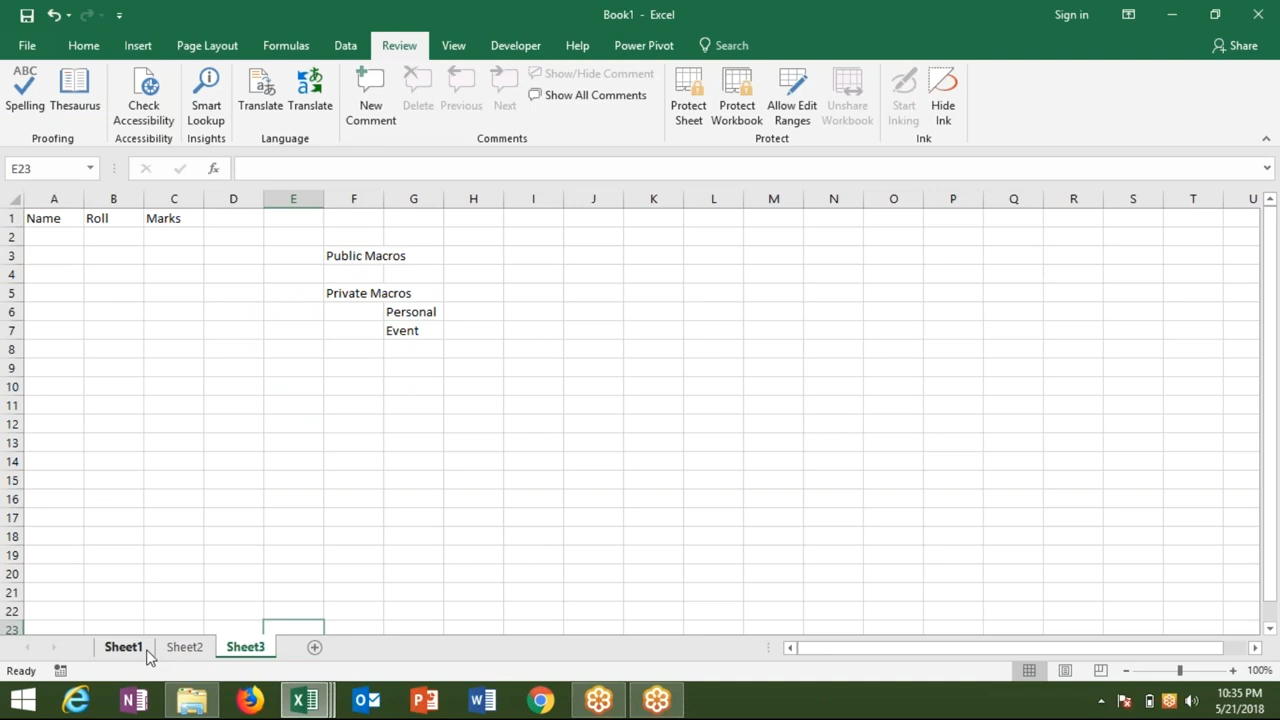 Book1 - Excel
Sign in
File Home Insert Page Layout Formulas Data Review View Developer Help Power Pivot Search Share
ABC
Spelling Thesaurus Check Accessibility Smart Lookup Translate Translate New Comment Delete Previous Next Show/Hide Comment Show All Comments Protect Sheet Protect Workbook Allow Edit Ranges Unshare Workbook Start Inking Hide Ink
Proofing Accessibility Insights Language Comments Protect Ink
E23 fx
A B C D E F G H I J K L M N O P Q R S T U
1 Name Roll Marks
2
3 Public Macros
4
5 Private Macros
6 Personal
7 Event
8
9
10
11
12
13
14
15
16
17
18
19
20
21
22
23
Sheet1 Sheet2 Sheet3
Ready 100%
10:35 PM
5/21/2018